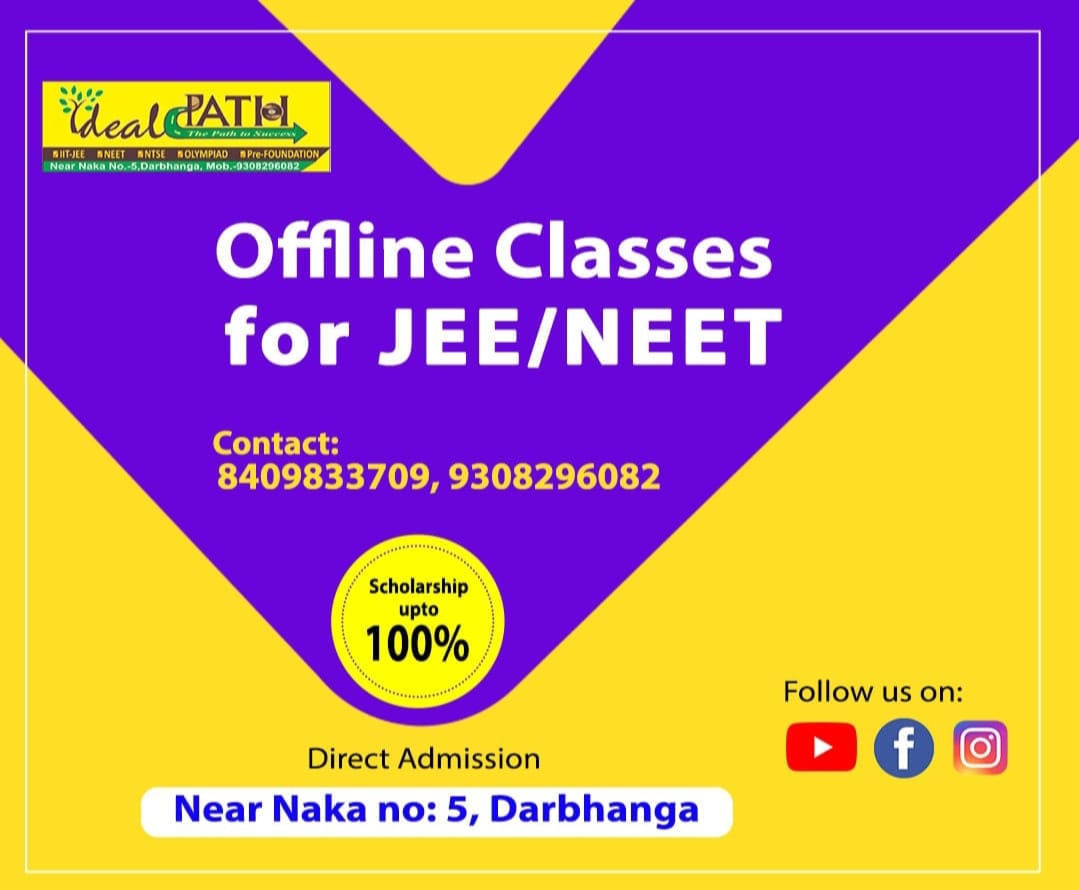 ideal PATH
The Path to Success
IIT-JEE NEET NTSE OLYMPIAD Pre-FOUNDATION
Near Naka No.-5,Darbhanga, Mob.-9308296082
Offline Classes
for JEE/NEET
Contact:
8409833709, 9308296082
Scholarship
upto
100%
Follow us on:
Direct Admission
Near Naka no: 5, Darbhanga